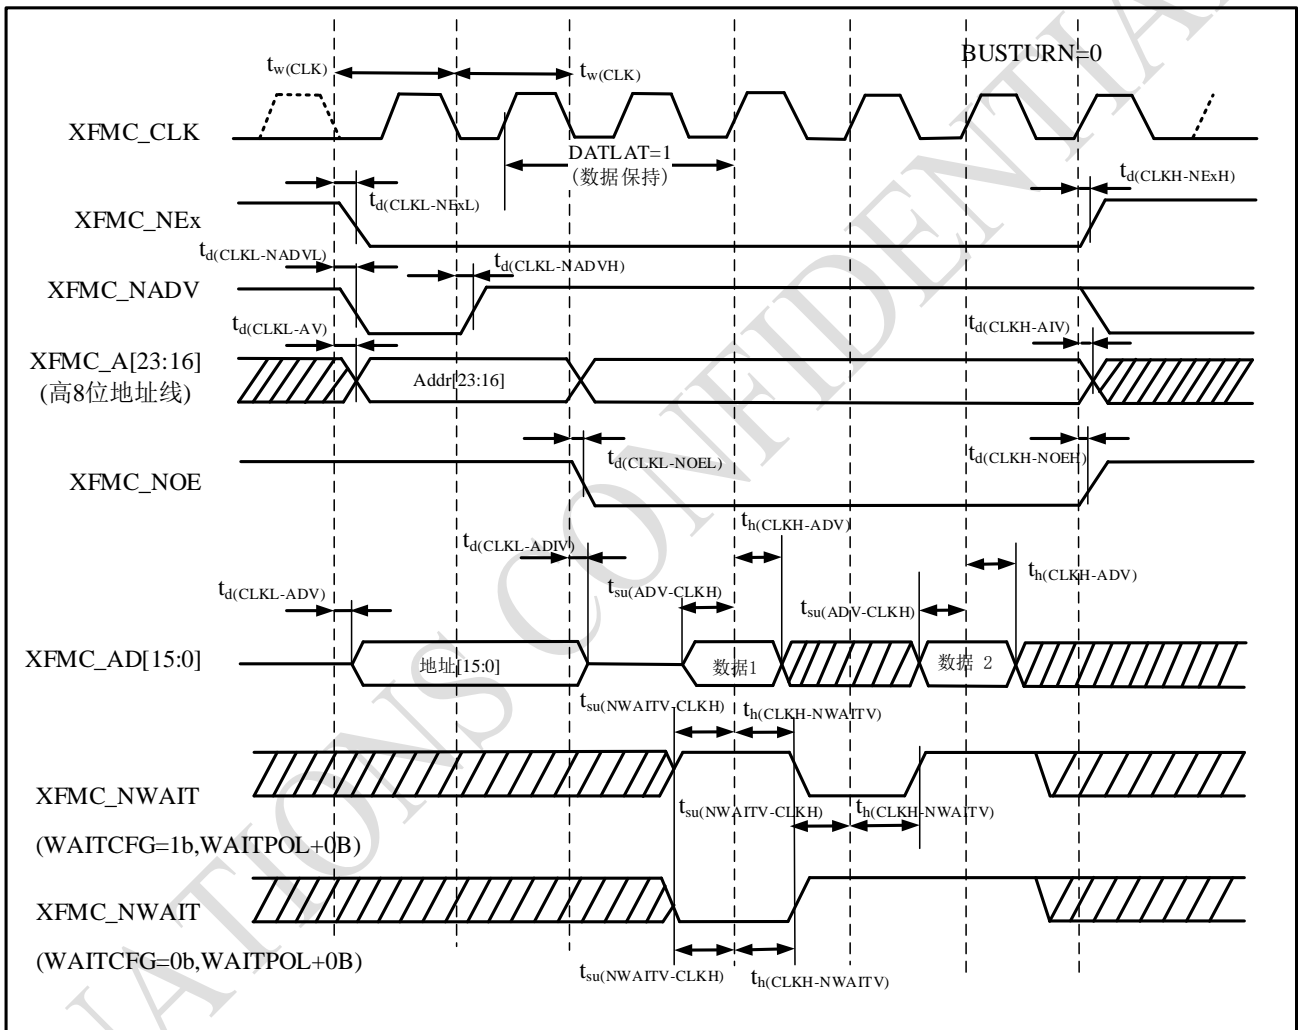 BUSTURN=0
tw(CLK)
tw(CLK)
XFMC_CLK
DATLAT=1
(数据保持)
td(CLKH-NExH)
td(CLKL-NExL)
XFMC_NEx
td(CLKL-NADVL)
td(CLKL-NADVH)
XFMC_NADV
td(CLKL-AV)
td(CLKH-AIV)
XFMC_A[23:16]
Addr[23:16]
(高8位地址线)
td(CLKL-NOEL)
td(CLKH-NOEH)
XFMC_NOE
th(CLKH-ADV)
td(CLKL-ADIV)
th(CLKH-ADV)
td(CLKL-ADV)
tsu(ADV-CLKH)
tsu(ADV-CLKH)
XFMC_AD[15:0]
地址[15:0]
数据1
数据 2
tsu(NWAITV-CLKH)
th(CLKH-NWAITV)
XFMC_NWAIT
tsu(NWAITV-CLKH)
th(CLKH-NWAITV)
(WAITCFG=1b,WAITPOL+0B)
XFMC_NWAIT
(WAITCFG=0b,WAITPOL+0B)
tsu(NWAITV-CLKH)
th(CLKH-NWAITV)
NATIONS CONFIDENTIAL